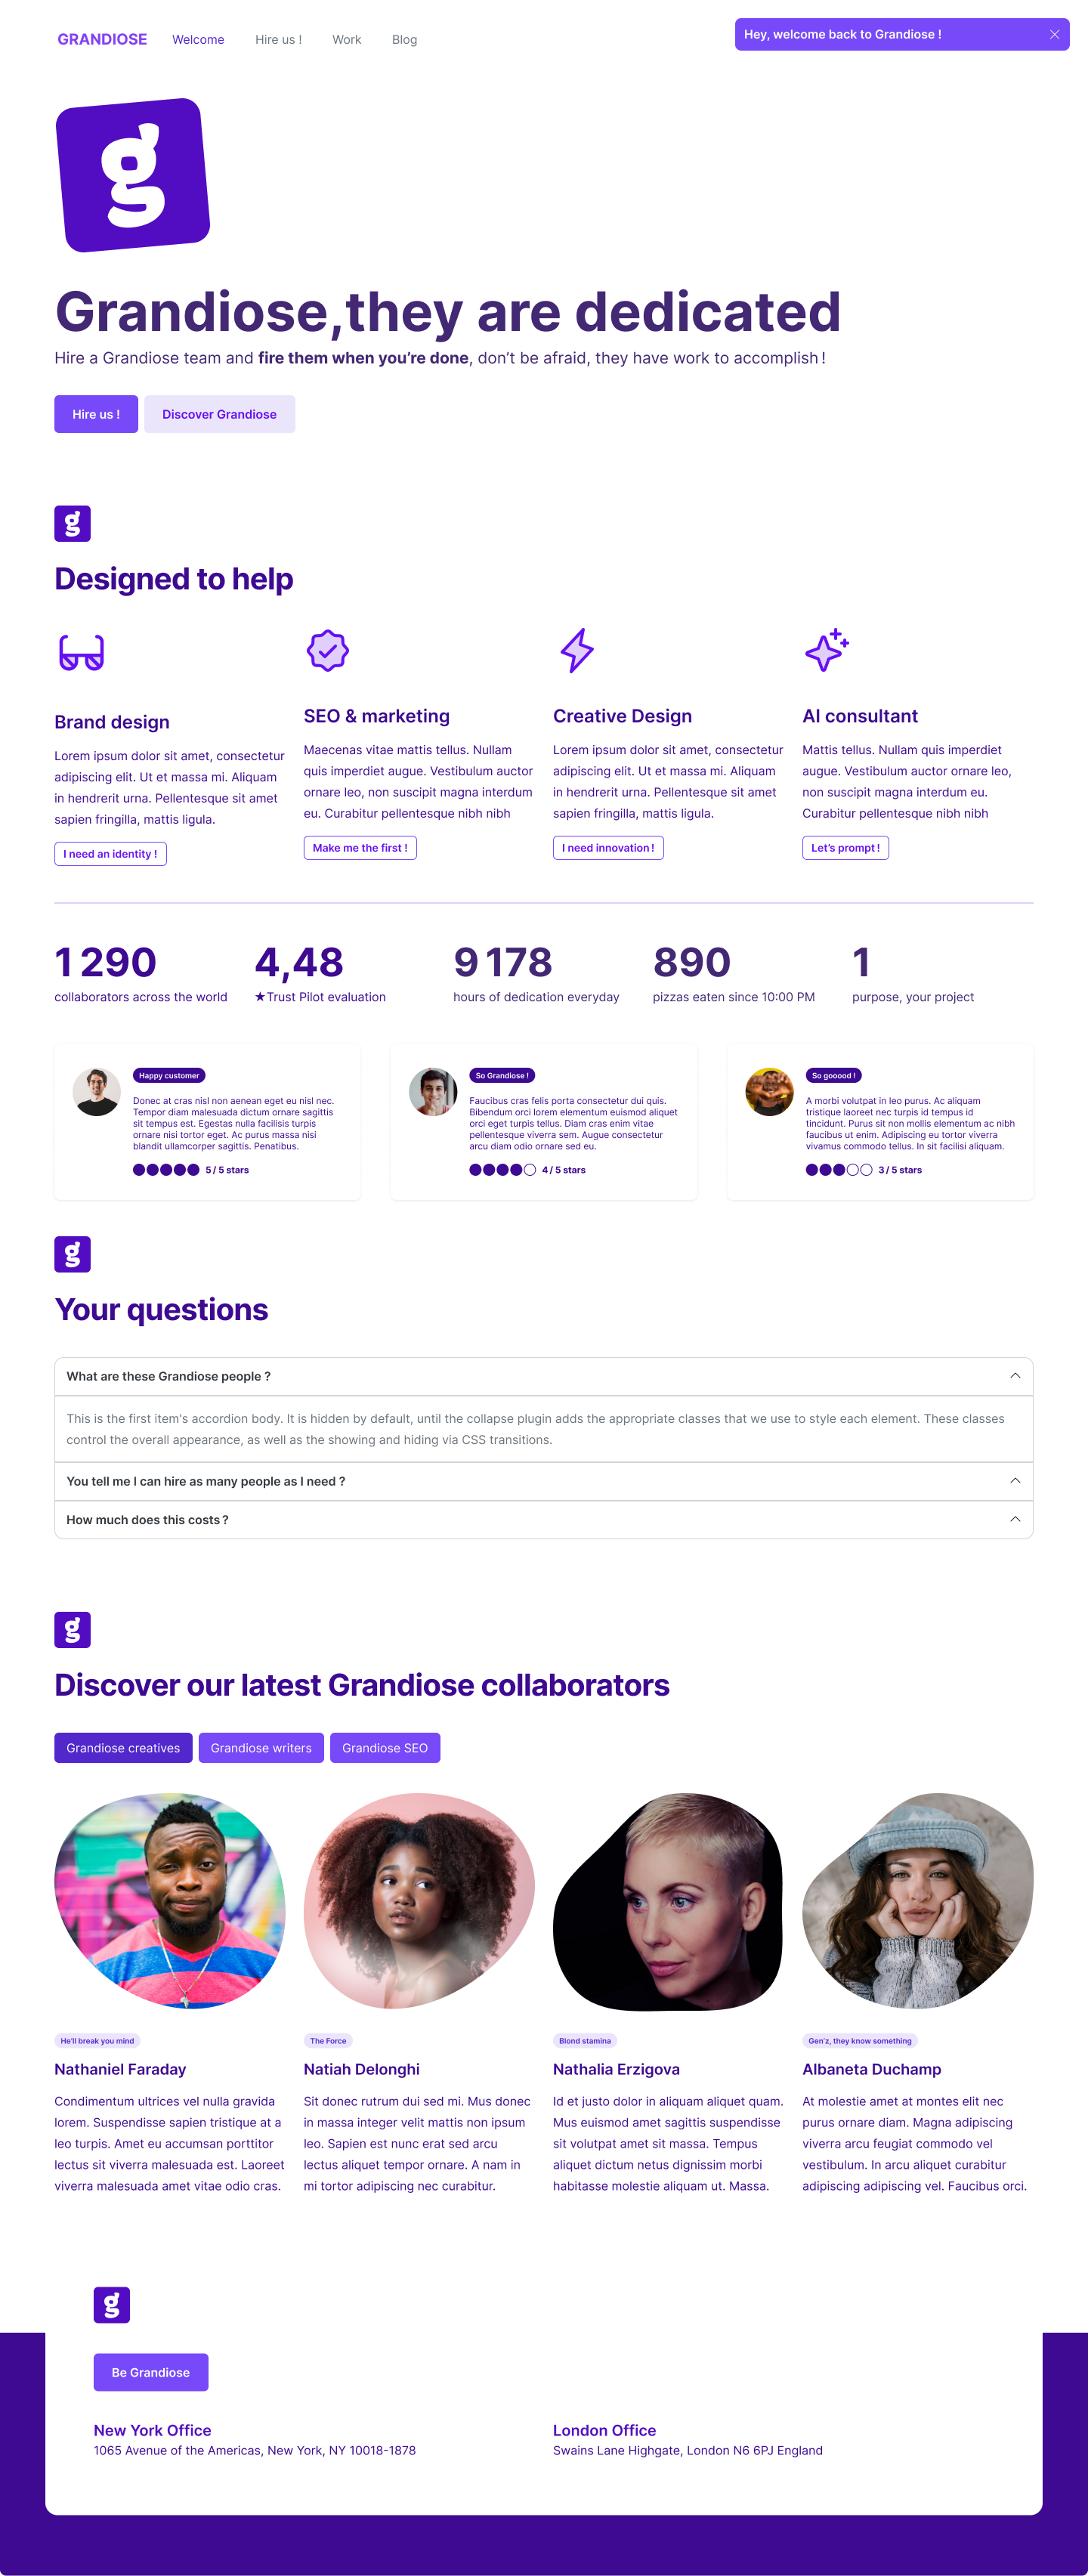 GRANDIOSE
Welcome
Hire us !
Work
Blog
Hey, welcome back to Grandiose !
g
Grandiose,they are dedicated
Hire a Grandiose team and fire them when you’re done, don’t be afraid, they have work to accomplish !
Hire us !
Discover Grandiose
g
Designed to help
Brand design
Lorem ipsum dolor sit amet, consectetur
adipiscing elit. Ut et massa mi. Aliquam
in hendrerit urna. Pellentesque sit amet
sapien fringilla, mattis ligula.
I need an identity !
SEO & marketing
Maecenas vitae mattis tellus. Nullam
quis imperdiet augue. Vestibulum auctor
ornare leo, non suscipit magna interdum
eu. Curabitur pellentesque nibh nibh
Make me the first !
Creative Design
Lorem ipsum dolor sit amet, consectetur
adipiscing elit. Ut et massa mi. Aliquam
in hendrerit urna. Pellentesque sit amet
sapien fringilla, mattis ligula.
I need innovation !
AI consultant
Mattis tellus. Nullam quis imperdiet
augue. Vestibulum auctor ornare leo,
non suscipit magna interdum eu.
Curabitur pellentesque nibh nibh
Let’s prompt !
1 290
collaborators across the world
4,48
★Trust Pilot evaluation
9 178
hours of dedication everyday
890
pizzas eaten since 10:00 PM
1
purpose, your project
Happy customer
Donec at cras nisl non aenean eget eu nisl nec.
Tempor diam malesuada dictum ornare sagittis
sit tempus est. Egestas nulla facilisis turpis
ornare nisi tortor eget. Ac purus massa nisi
blandit ullamcorper sagittis. Penatibus.
5 / 5 stars
So Grandiose !
Faucibus cras felis porta consectetur dui quis.
Bibendum orci lorem elementum euismod aliquet
orci eget turpis tellus. Diam cras enim vitae
pellentesque viverra sem. Augue consectetur
arcu diam odio ornare sed eu.
4 / 5 stars
So gooood !
A morbi volutpat in leo purus. Ac aliquam
tristique laoreet nec turpis id tempus id
tincidunt. Purus sit non mollis elementum ac nibh
faucibus ut enim. Adipiscing eu tortor viverra
vivamus commodo tellus. In sit facilisi aliquam.
3 / 5 stars
g
Your questions
What are these Grandiose people ?
This is the first item's accordion body. It is hidden by default, until the collapse plugin adds the appropriate classes that we use to style each element. These classes
control the overall appearance, as well as the showing and hiding via CSS transitions.
You tell me I can hire as many people as I need ?
How much does this costs ?
g
Discover our latest Grandiose collaborators
Grandiose creatives
Grandiose writers
Grandiose SEO
He'll break you mind
Nathaniel Faraday
Condimentum ultrices vel nulla gravida
lorem. Suspendisse sapien tristique at a
leo turpis. Amet eu accumsan porttitor
lectus sit viverra malesuada est. Laoreet
viverra malesuada amet vitae odio cras.
The Force
Natiah Delonghi
Sit donec rutrum dui sed mi. Mus donec
in massa integer velit mattis non ipsum
leo. Sapien est nunc erat sed arcu
lectus aliquet tempor ornare. A nam in
mi tortor adipiscing nec curabitur.
Blond stamina
Nathalia Erzigova
Id et justo dolor in aliquam aliquet quam.
Mus euismod amet sagittis suspendisse
sit volutpat amet sit massa. Tempus
aliquet dictum netus dignissim morbi
habitasse molestie aliquam ut. Massa.
Gen'z, they know something
Albaneta Duchamp
At molestie amet at montes elit nec
purus ornare diam. Magna adipiscing
viverra arcu feugiat commodo vel
vestibulum. In arcu aliquet curabitur
adipiscing adipiscing vel. Faucibus orci.
g
Be Grandiose
New York Office
1065 Avenue of the Americas, New York, NY 10018-1878
London Office
Swains Lane Highgate, London N6 6PJ England